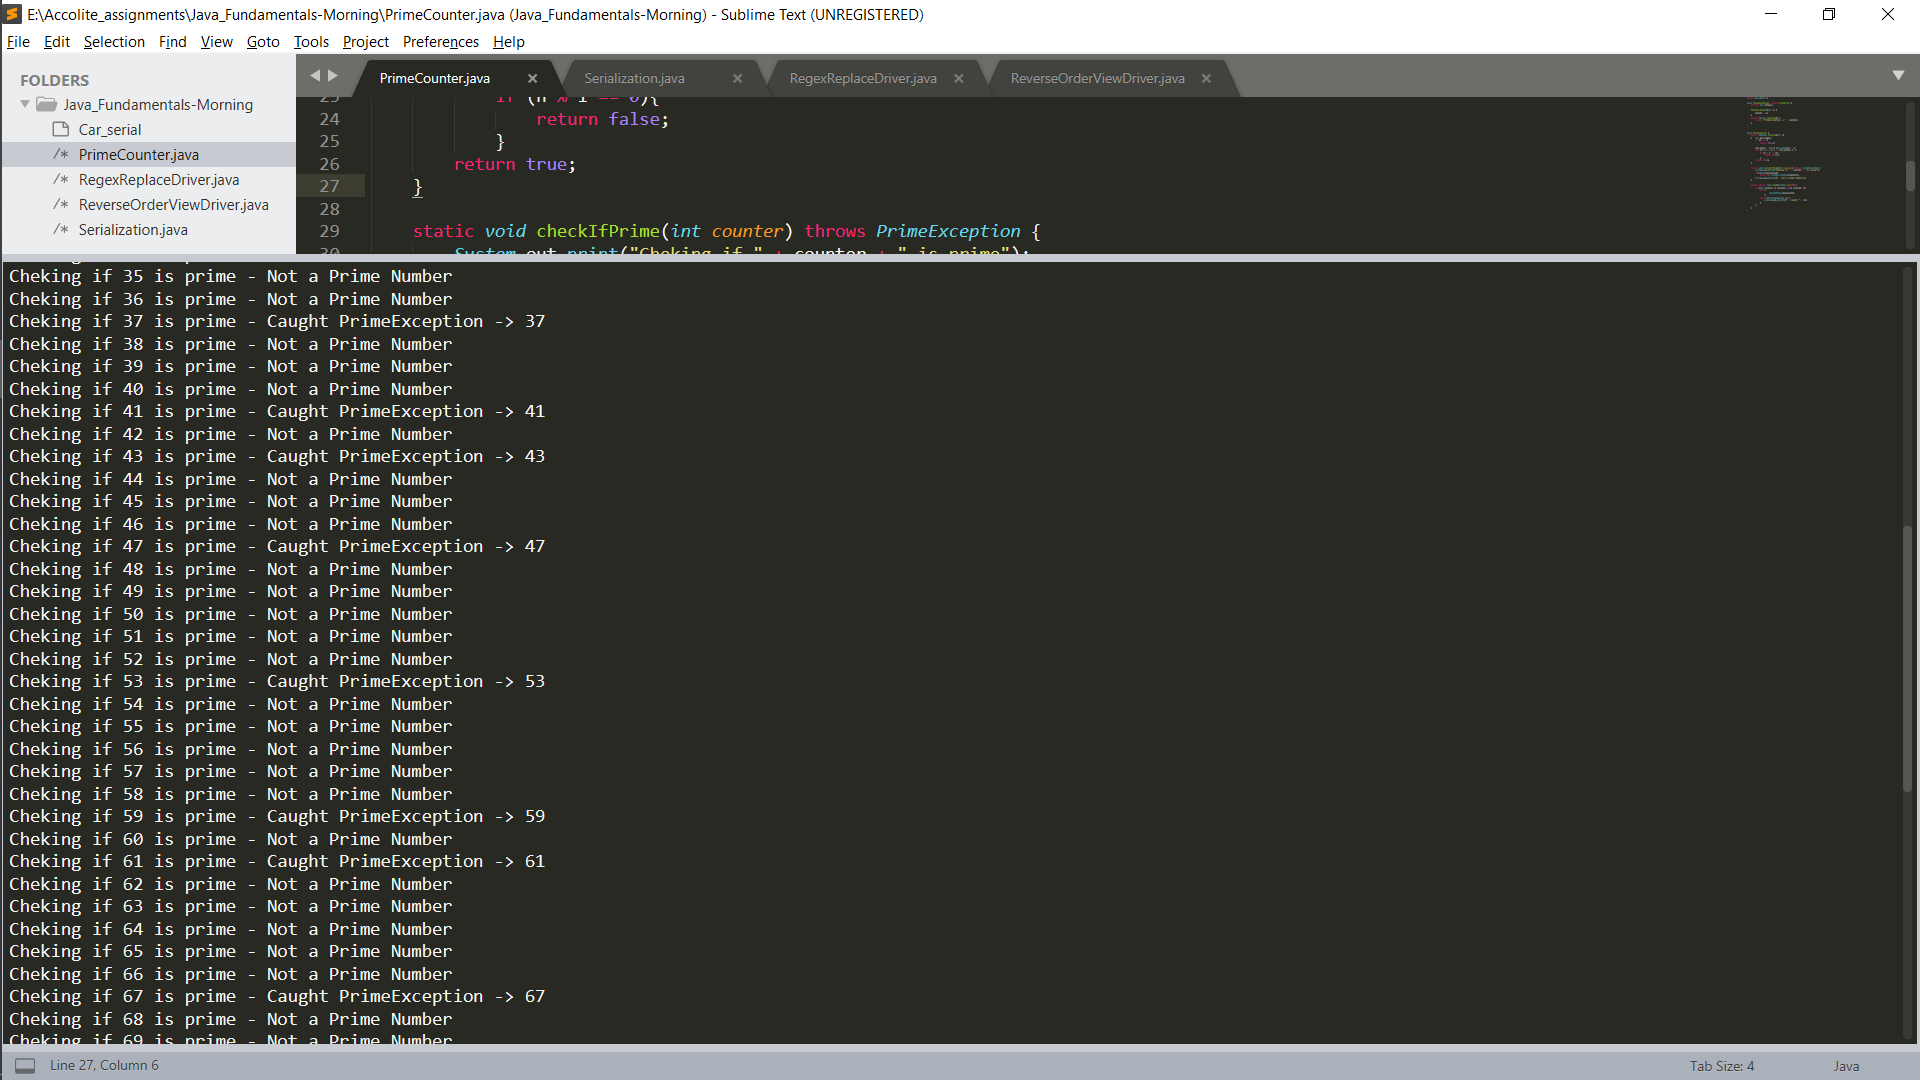 E:\Accolite_assignments\Java_Fundamentals-Morning\PrimeCounter.java (Java_Fundamentals-Morning) - Sublime Text (UNREGISTERED)
File Edit Selection Find View Goto Tools Project Preferences Help
FOLDERS
Java_Fundamentals-Morning
Car_serial
/* PrimeCounter.java
/* RegexReplaceDriver.java
/* ReverseOrderViewDriver.java
/* Serialization.java
PrimeCounter.java Serialization.java RegexReplaceDriver.java ReverseOrderViewDriver.java
23 if (n % i == 0){
24 return false;
25 }
26 return true;
27 }
28
29 static void checkIfPrime(int counter) throws PrimeException {
30 System.out.print("Cheking if " + counter + " is prime");
Cheking if 35 is prime - Not a Prime Number
Cheking if 36 is prime - Not a Prime Number
Cheking if 37 is prime - Caught PrimeException -> 37
Cheking if 38 is prime - Not a Prime Number
Cheking if 39 is prime - Not a Prime Number
Cheking if 40 is prime - Not a Prime Number
Cheking if 41 is prime - Caught PrimeException -> 41
Cheking if 42 is prime - Not a Prime Number
Cheking if 43 is prime - Caught PrimeException -> 43
Cheking if 44 is prime - Not a Prime Number
Cheking if 45 is prime - Not a Prime Number
Cheking if 46 is prime - Not a Prime Number
Cheking if 47 is prime - Caught PrimeException -> 47
Cheking if 48 is prime - Not a Prime Number
Cheking if 49 is prime - Not a Prime Number
Cheking if 50 is prime - Not a Prime Number
Cheking if 51 is prime - Not a Prime Number
Cheking if 52 is prime - Not a Prime Number
Cheking if 53 is prime - Caught PrimeException -> 53
Cheking if 54 is prime - Not a Prime Number
Cheking if 55 is prime - Not a Prime Number
Cheking if 56 is prime - Not a Prime Number
Cheking if 57 is prime - Not a Prime Number
Cheking if 58 is prime - Not a Prime Number
Cheking if 59 is prime - Caught PrimeException -> 59
Cheking if 60 is prime - Not a Prime Number
Cheking if 61 is prime - Caught PrimeException -> 61
Cheking if 62 is prime - Not a Prime Number
Cheking if 63 is prime - Not a Prime Number
Cheking if 64 is prime - Not a Prime Number
Cheking if 65 is prime - Not a Prime Number
Cheking if 66 is prime - Not a Prime Number
Cheking if 67 is prime - Caught PrimeException -> 67
Cheking if 68 is prime - Not a Prime Number
Cheking if 69 is prime - Not a Prime Number
Line 27, Column 6 Tab Size: 4 Java